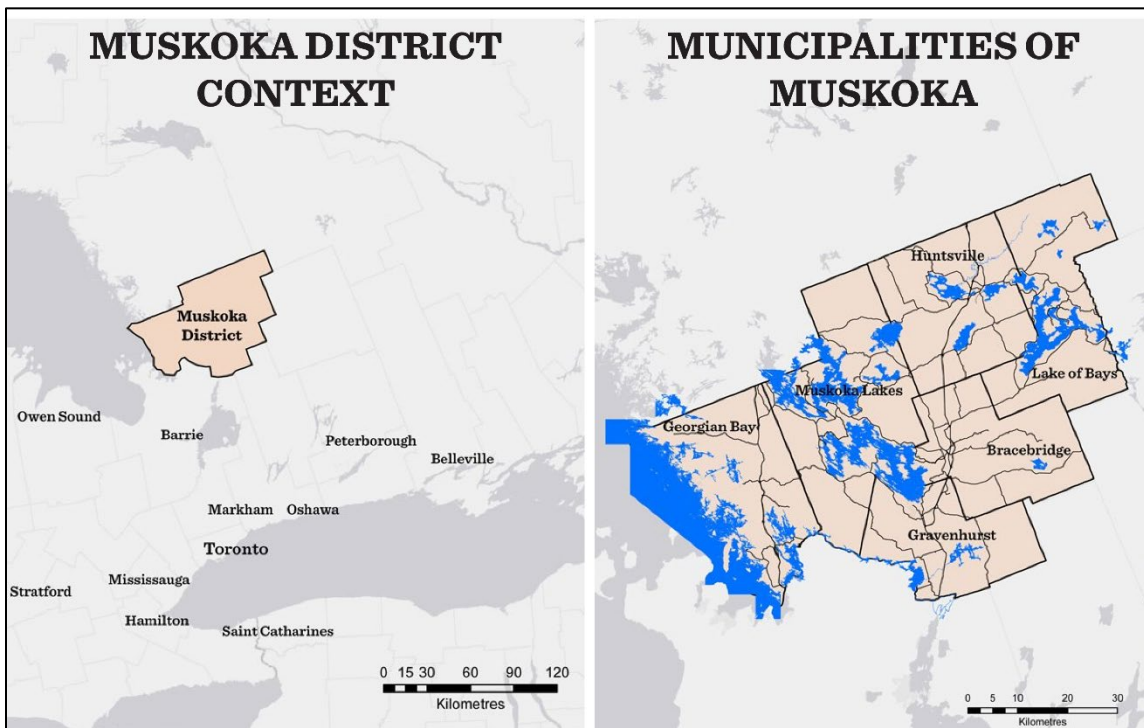 MUSKOKA DISTRICT
CONTEXT
Muskoka
District
Owen Sound
Barrie
Peterborough
Belleville
Markham
Oshawa
Toronto
Mississauga
Stratford
Hamilton
Saint Catharines
0 15 30 60 90 120
Kilometres
MUNICIPALITIES OF
MUSKOKA
Huntsville
Lake of Bays
Muskoka Lakes
Georgian Bay
Bracebridge
Gravenhurst
0 5 10 20 30
Kilometres